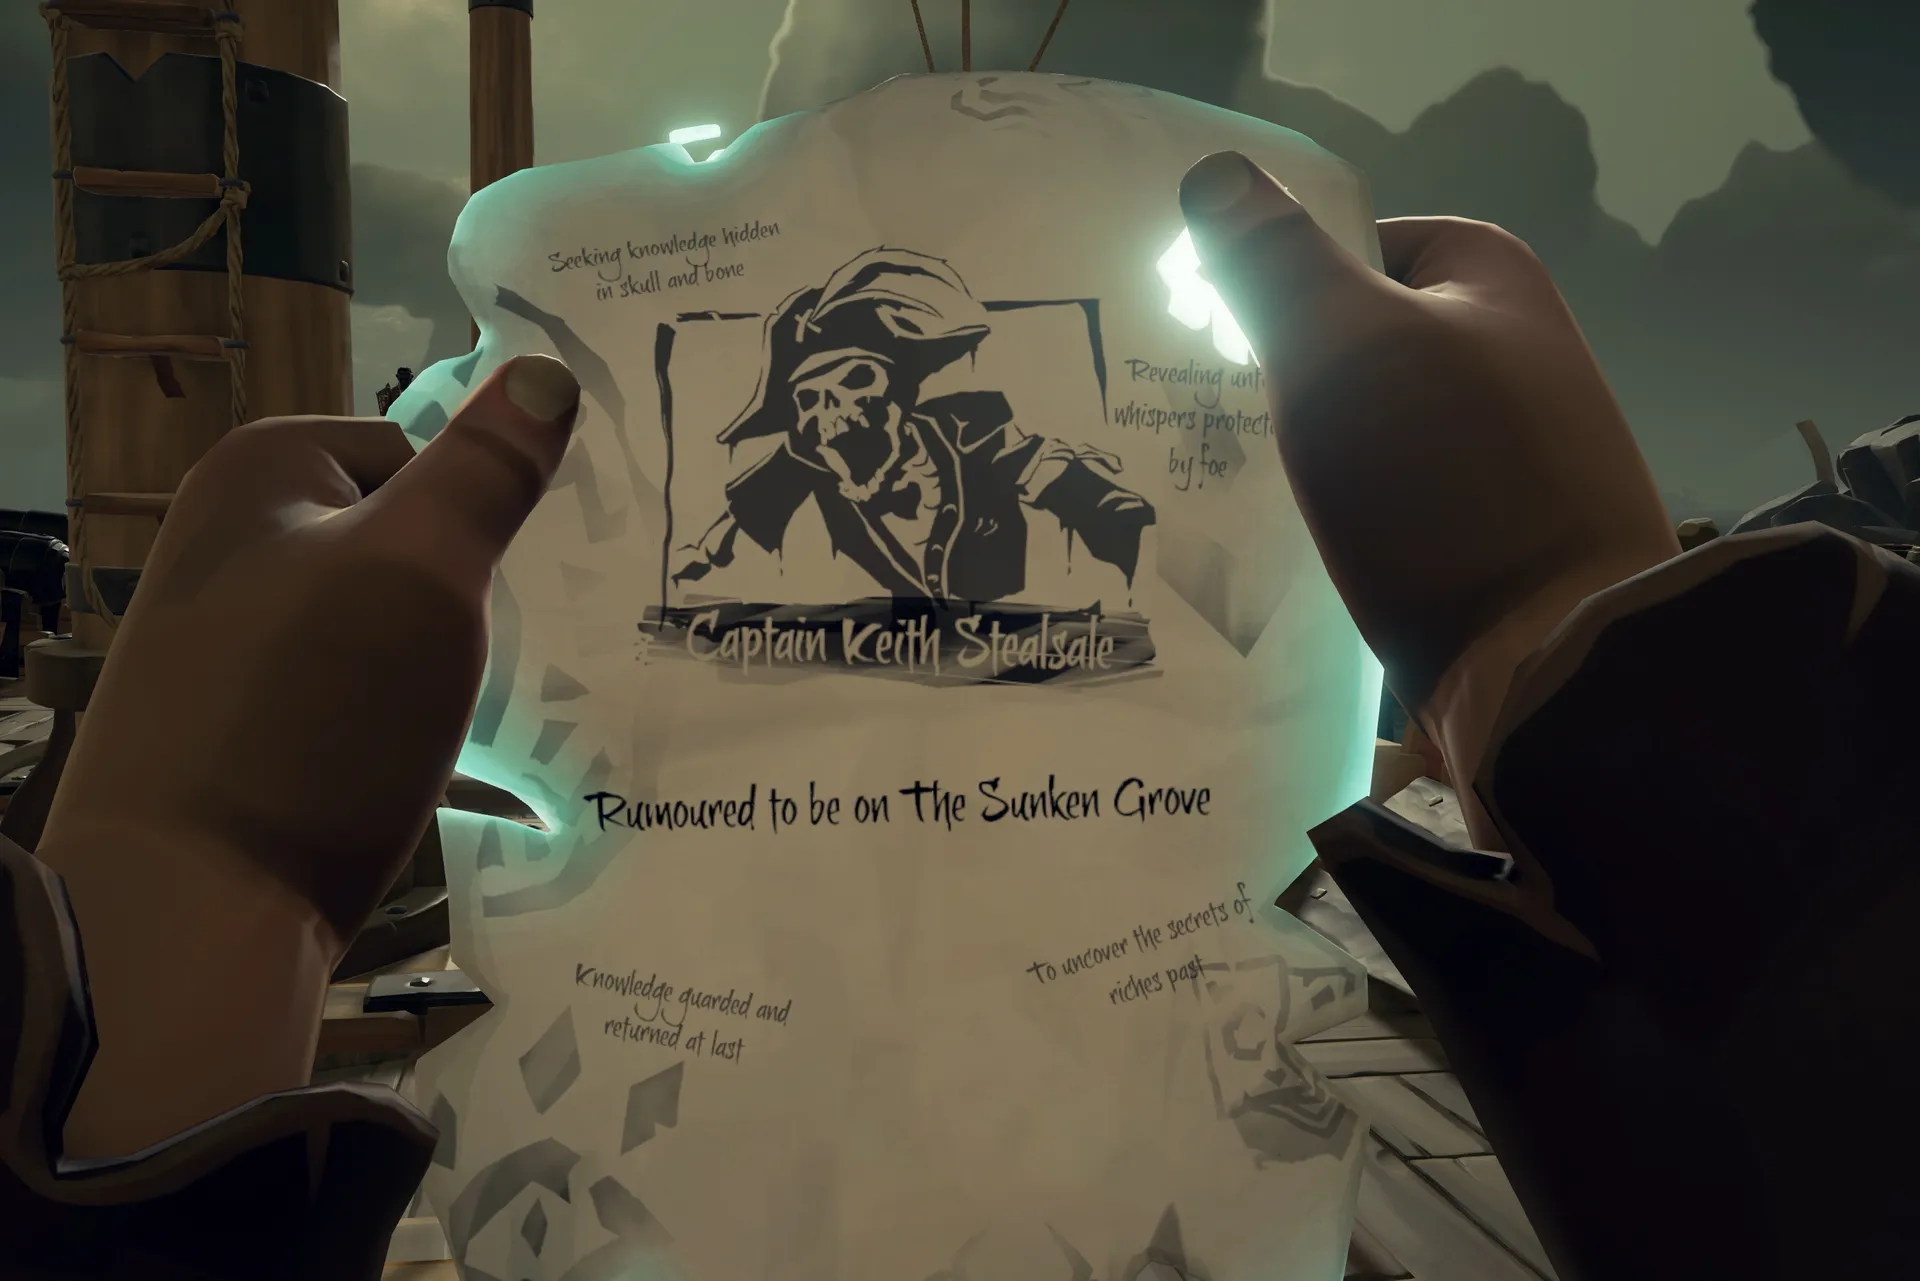 Seeking knowledge hidden
in skull and bone
Revealing
whispers
by foe
Captain Keith Stealsale
Rumoured to be on The Sunken Grove
To uncover the secrets of
riches past
Knowledge guarded and
returned at last